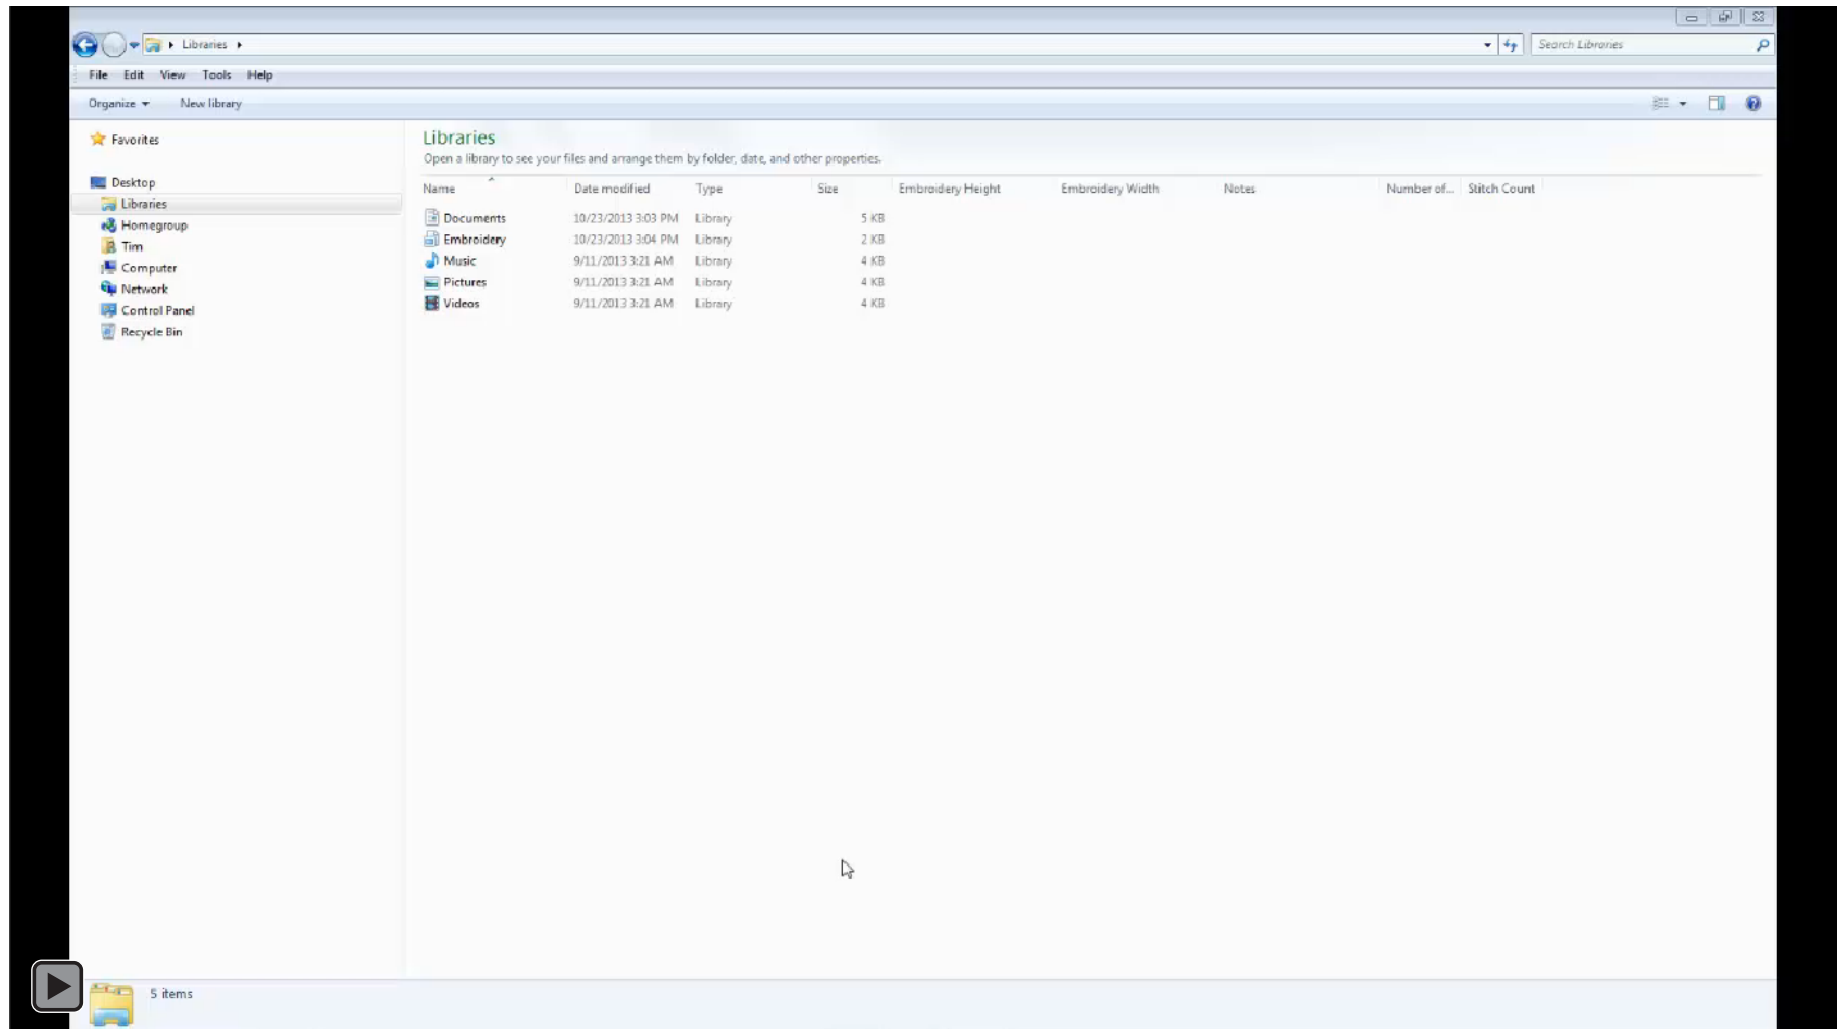 Libraries
Search Libraries
File Edit View Tools Help
Organize New library
Favorites
Desktop
Libraries
Homegroup
Tim
Computer
Network
Control Panel
Recycle Bin
Libraries
Open a library to see your files and arrange them by folder, date, and other properties.
Name Date modified Type Size Embroidery Height Embroidery Width Notes Number of... Stitch Count
Documents 10/23/2013 3:03 PM Library 5 KB
Embroidery 10/23/2013 3:04 PM Library 2 KB
Music 9/11/2013 3:21 AM Library 4 KB
Pictures 9/11/2013 3:21 AM Library 4 KB
Videos 9/11/2013 3:21 AM Library 4 KB
5 items